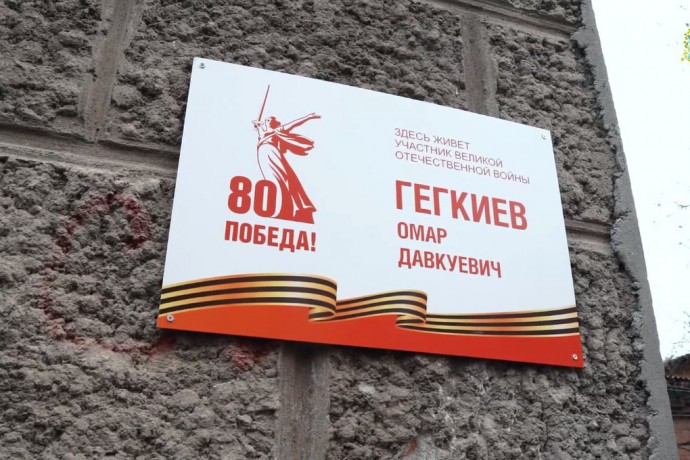 80
ПОБЕДА!
ЗДЕСЬ ЖИВЕТ
УЧАСТНИК ВЕЛИКОЙ
ОТЕЧЕСТВЕННОЙ ВОЙНЫ
ГЕГКИЕВ
ОМАР
ДАВКУЕВИЧ